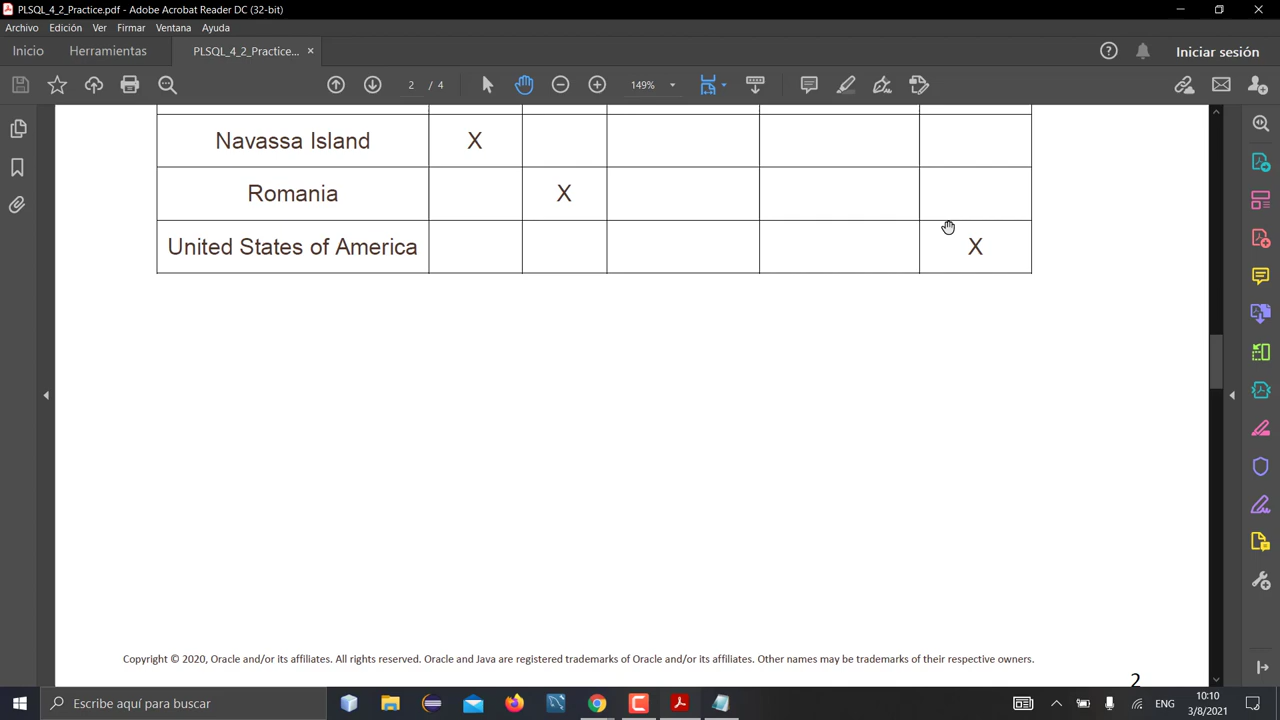 PLSQL_4_2_Practice.pdf - Adobe Acrobat Reader DC (32-bit)
Archivo Edición Ver Firmar Ventana Ayuda
Inicio Herramientas PLSQL_4_2_Practice... × Iniciar sesión
2 / 4 149%
Navassa Island X
Romania X
United States of America X
Copyright © 2020, Oracle and/or its affiliates. All rights reserved. Oracle and Java are registered trademarks of Oracle and/or its affiliates. Other names may be trademarks of their respective owners.
2
Escribe aquí para buscar ENG 10:10
3/8/2021